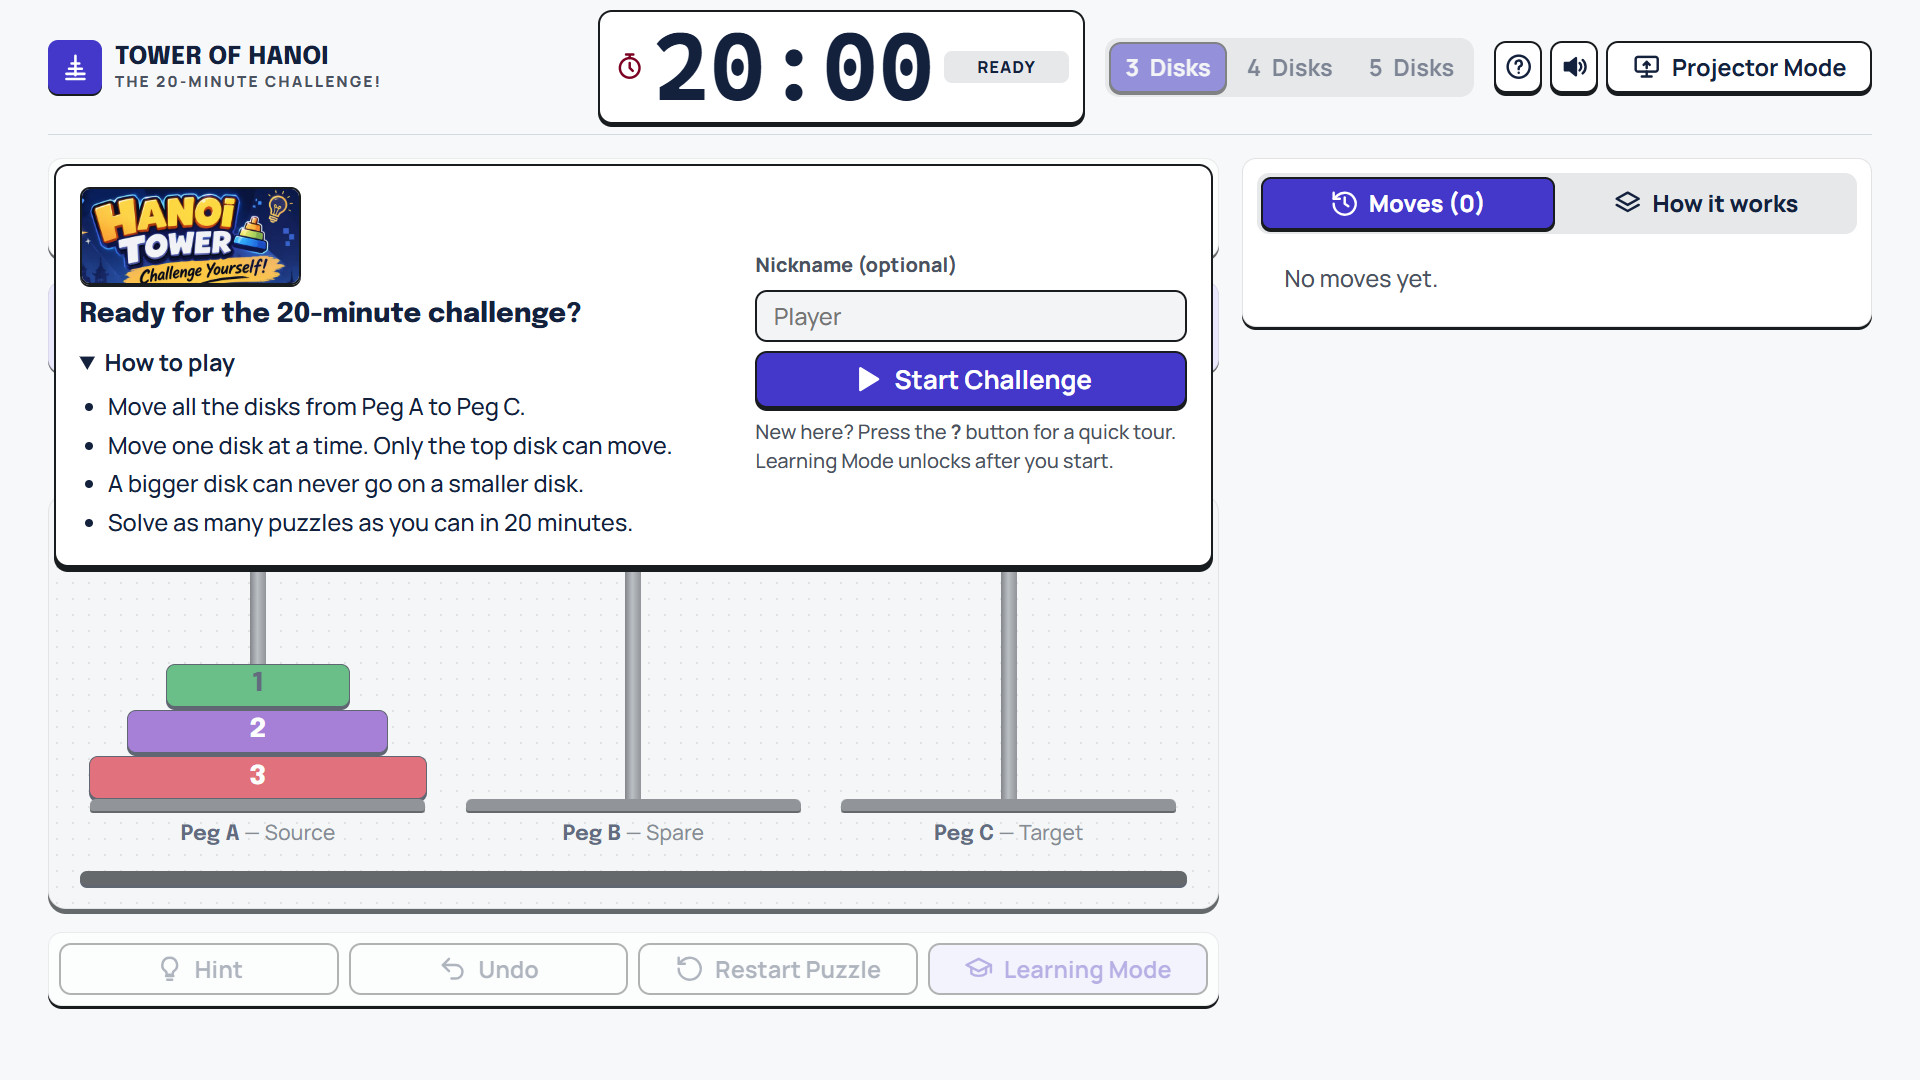 TOWER OF HANOI
THE 20-MINUTE CHALLENGE!
20:00
READY
3 Disks
4 Disks
5 Disks
Projector Mode
HANOI
TOWER
Challenge Yourself!
Ready for the 20-minute challenge?
How to play
• Move all the disks from Peg A to Peg C.
• Move one disk at a time. Only the top disk can move.
• A bigger disk can never go on a smaller disk.
• Solve as many puzzles as you can in 20 minutes.
Nickname (optional)
Player
Start Challenge
New here? Press the ? button for a quick tour.
Learning Mode unlocks after you start.
Moves (0)
How it works
No moves yet.
1
2
3
Peg A – Source
Peg B – Spare
Peg C – Target
Hint
Undo
Restart Puzzle
Learning Mode